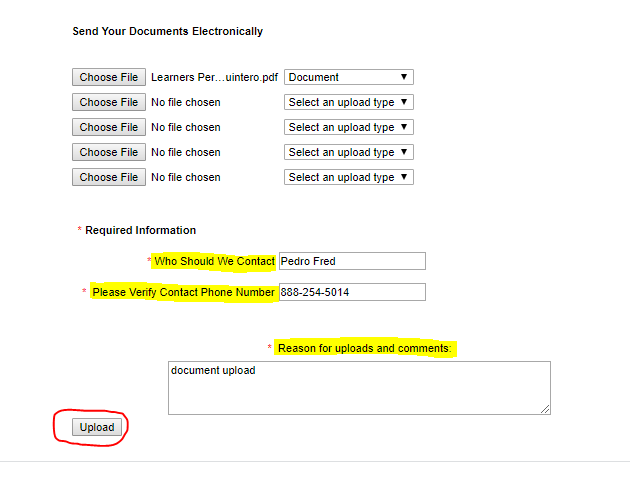 Send Your Documents Electronically
Choose File Learners Per...uintero.pdf Document
Choose File No file chosen Select an upload type
Choose File No file chosen Select an upload type
Choose File No file chosen Select an upload type
Choose File No file chosen Select an upload type
* Required Information
* Who Should We Contact Pedro Fred
* Please Verify Contact Phone Number 888-254-5014
* Reason for uploads and comments:
document upload
Upload